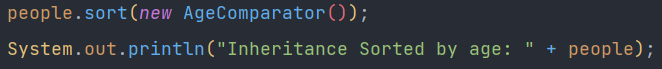 people.sort(new AgeComparator());
System.out.println("Inheritance Sorted by age: " + people);